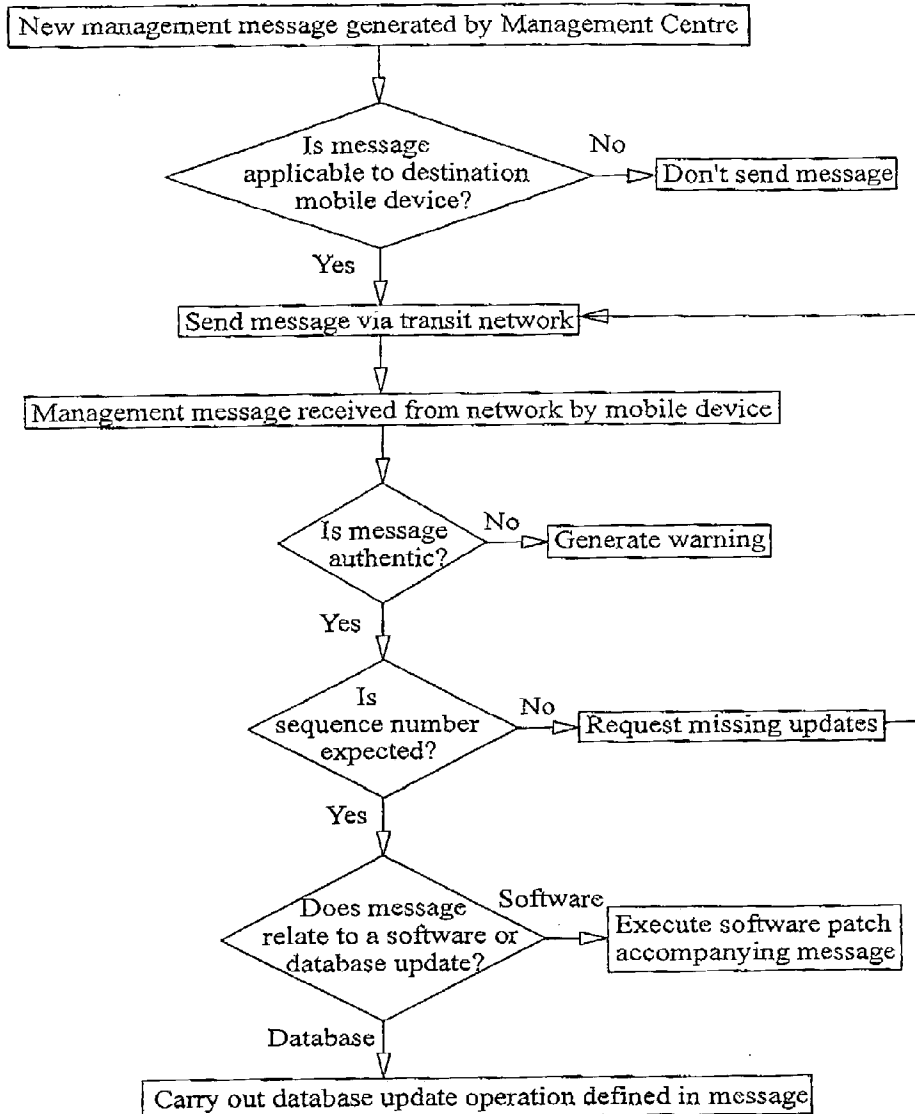 New management message generated by Management Centre
Is message
applicable to destination
mobile device?
No
Don't send message
Yes
Send message via transit network
Management message received from network by mobile device
Is message
authentic?
No
Generate warning
Yes
Is
sequence number
expected?
No
Request missing updates
Yes
Does message
relate to a software or
database update?
Software
Execute software patch
accompanying message
Database
Carry out database update operation defined in message